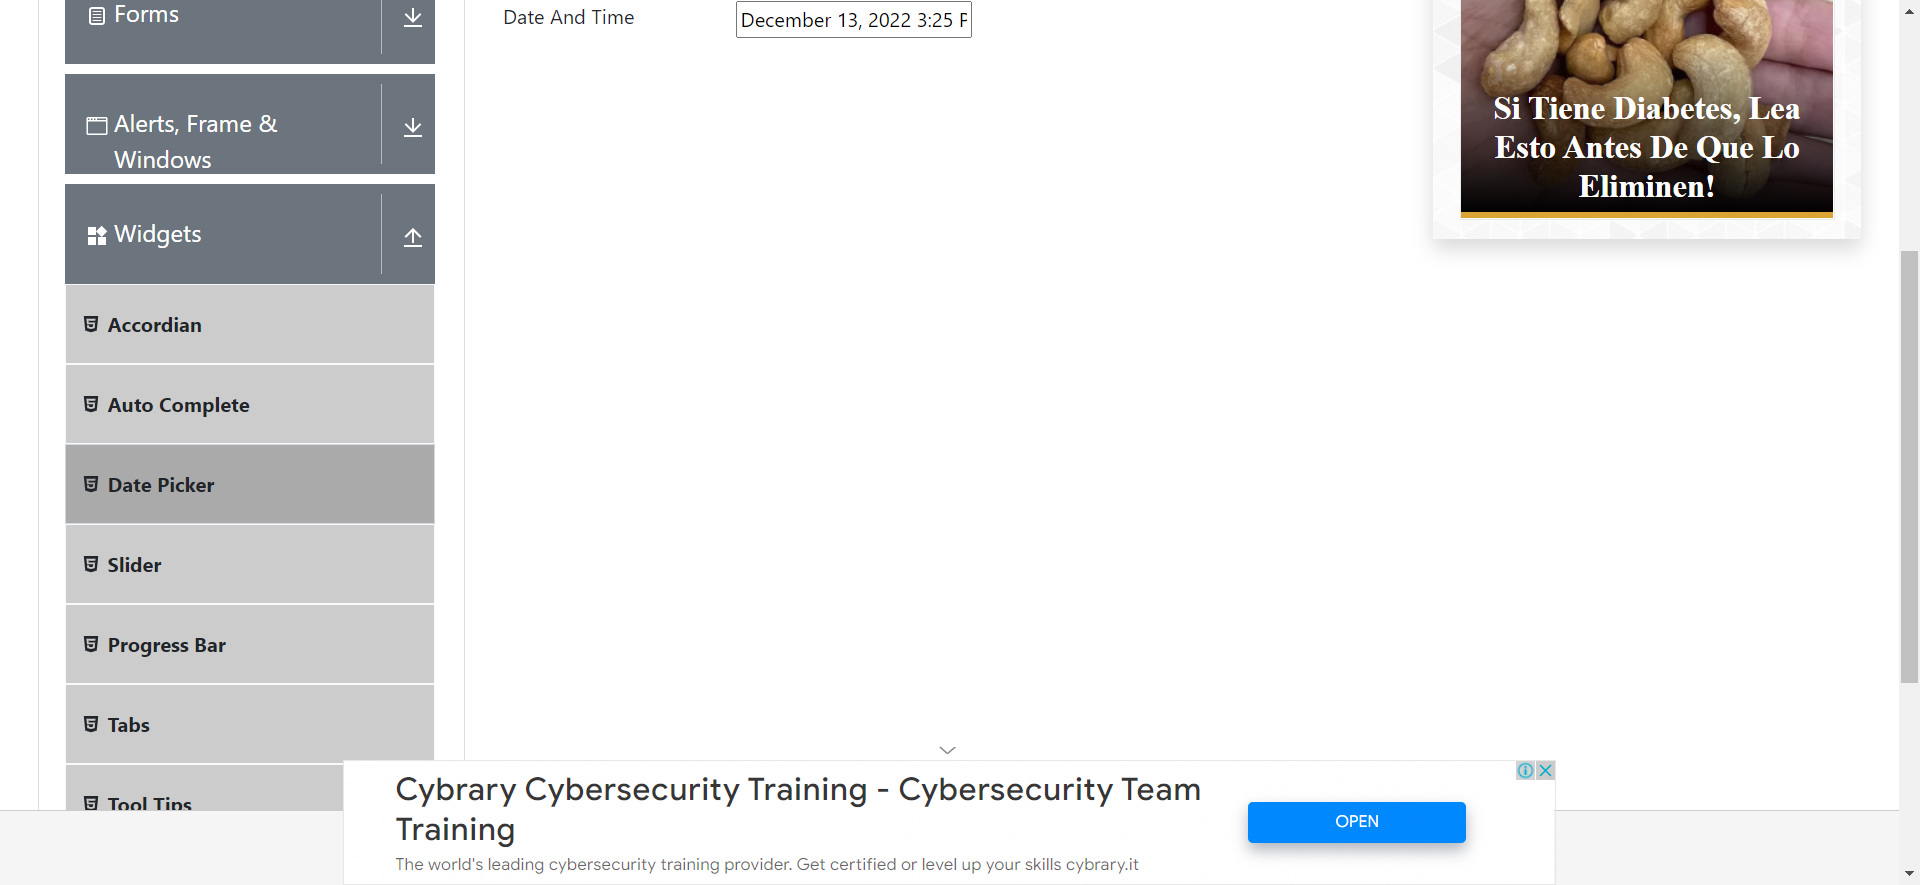 Forms
Alerts, Frame &
Windows
Widgets
Accordian
Auto Complete
Date Picker
Slider
Progress Bar
Tabs
Tool Tips
Date And Time
December 13, 2022 3:25
Si Tiene Diabetes, Lea
Esto Antes De Que Lo
Eliminen!
Cybrary Cybersecurity Training - Cybersecurity Team
Training
The world's leading cybersecurity training provider. Get certified or level up your skills cybrary.it
OPEN